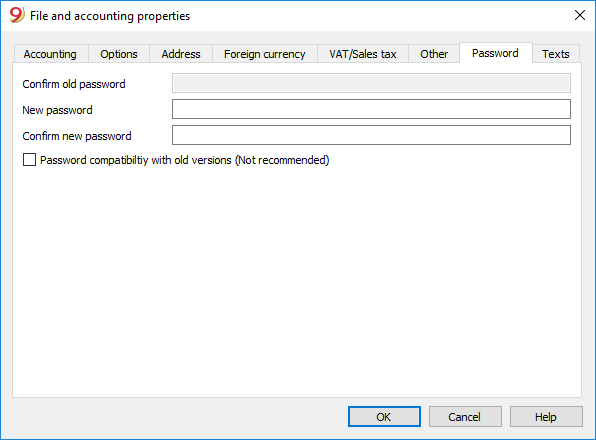 9 File and accounting properties
Accounting Options Address Foreign currency VAT/Sales tax Other Password Texts
Confirm old password
New password
Confirm new password
Password compatibiltiy with old versions (Not recommended)
OK Cancel Help